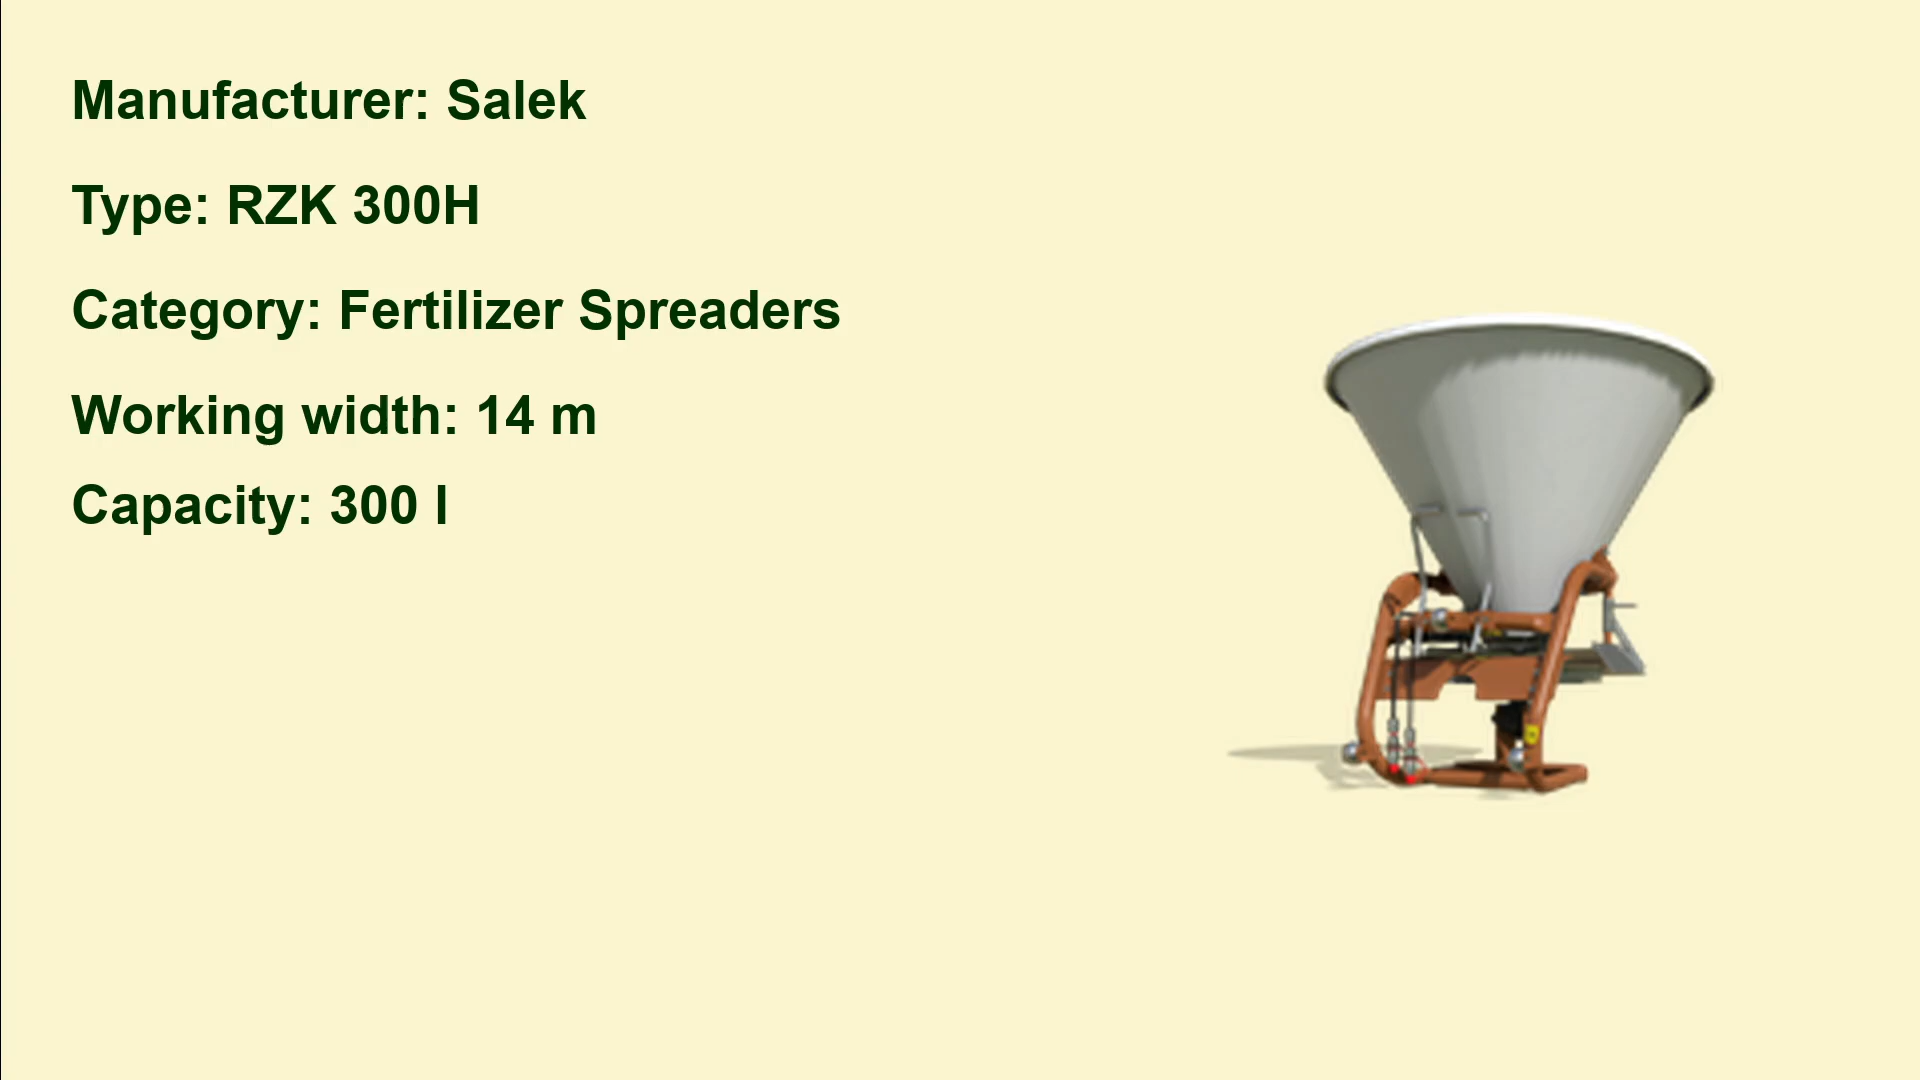 Manufacturer: Salek
Type: RZK 300H
Category: Fertilizer Spreaders
Working width: 14 m
Capacity: 300 l